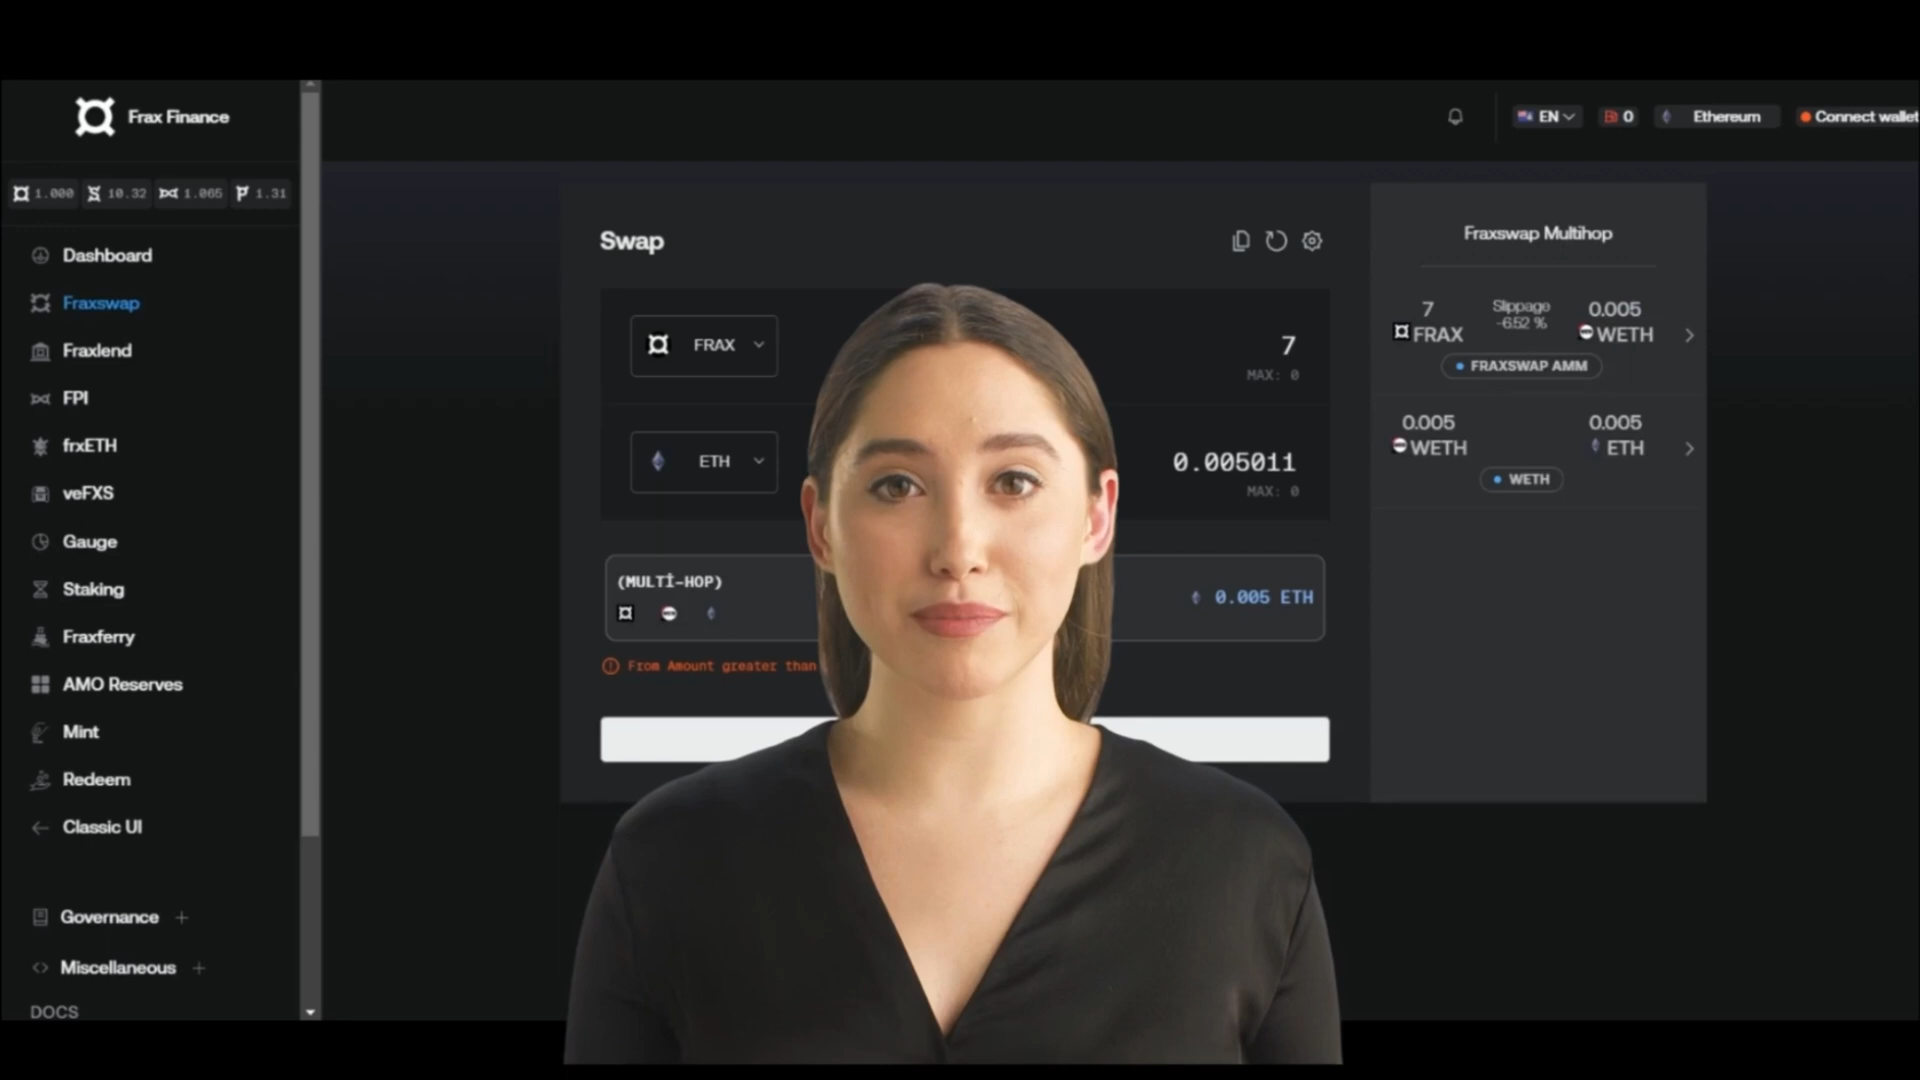 Frax Finance
EN
0
Ethereum
Connect wallet
1.000 10.32 1.065 1.31
Dashboard
Fraxswap
Fraxlend
FPI
frxETH
veFXS
Gauge
Staking
Fraxferry
AMO Reserves
Mint
Redeem
Classic UI
Governance +
Miscellaneous +
DOCS
Swap
FRAX
7
MAX: 0
ETH
0.005011
MAX: 0
(MULTİ-HOP)
0.005 ETH
From Amount greater than
Fraxswap Multihop
7 Slippage 0.005
FRAX -6.52 % WETH
FRAXSWAP AMM
0.005 0.005
WETH ETH
WETH